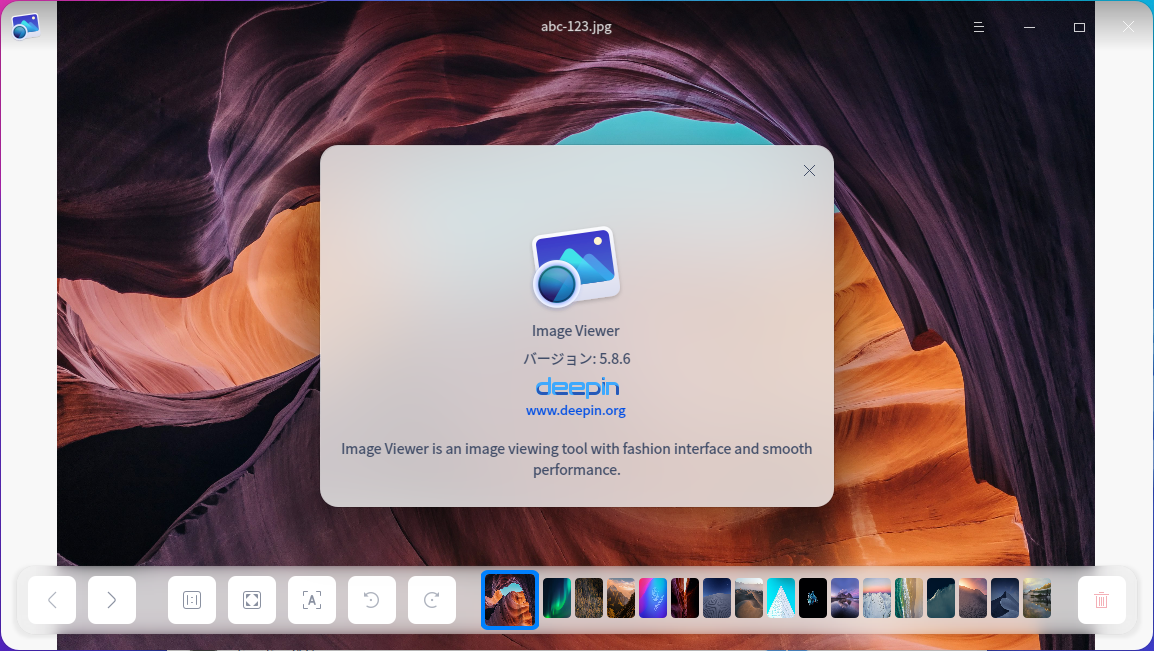 abc-123.jpg
Image Viewer
バージョン: 5.8.6
deepin
www.deepin.org
Image Viewer is an image viewing tool with fashion interface and smooth
performance.
1:1
A